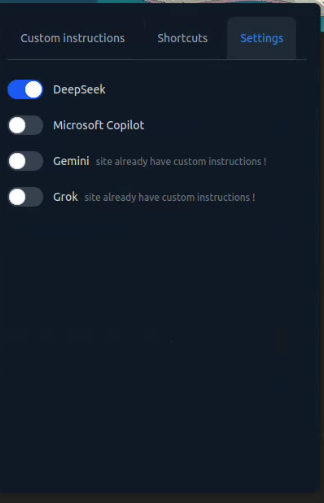 Custom instructions Shortcuts Settings
DeepSeek
Microsoft Copilot
Gemini site already have custom instructions !
Grok site already have custom instructions !